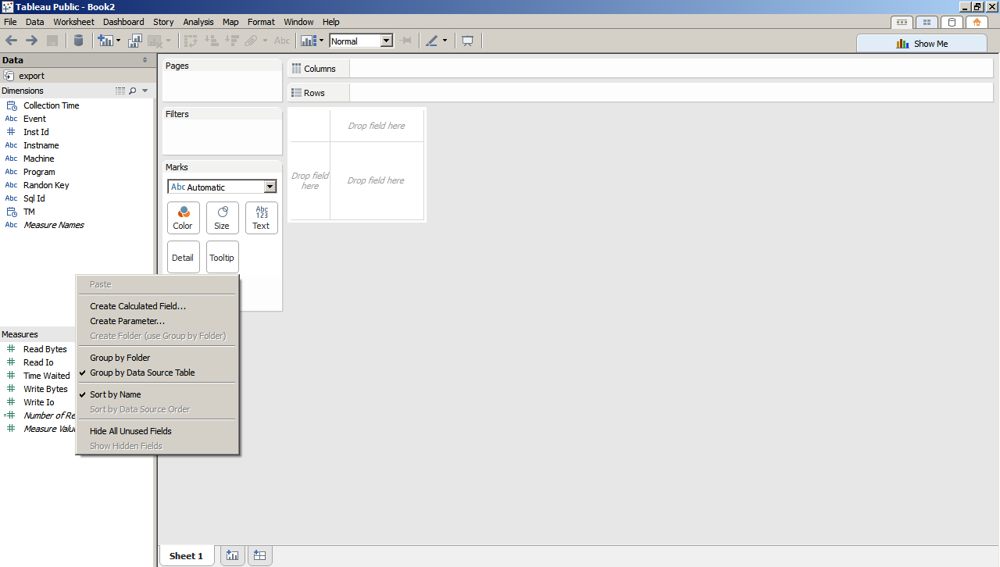 Tableau Public - Book2
File Data Worksheet Dashboard Story Analysis Map Format Window Help
Abc Normal
Show Me
Data
export
Dimensions
Collection Time
Abc Event
Inst Id
Abc Instname
Abc Machine
Abc Program
Abc Randon Key
Abc Sql Id
TM
Abc Measure Names
Measures
Read Bytes
Read Io
Time Waited
Write Bytes
Write Io
Number of Re
Measure Valu
Paste
Create Calculated Field...
Create Parameter...
Create Folder (use Group by Folder)
Group by Folder
Group by Data Source Table
Sort by Name
Sort by Data Source Order
Hide All Unused Fields
Show Hidden Fields
Pages
Filters
Marks
Abc Automatic
Color
Size
Abc
123
Text
Detail
Tooltip
Columns
Rows
Drop field here
Drop field
here
Drop field here
Sheet 1